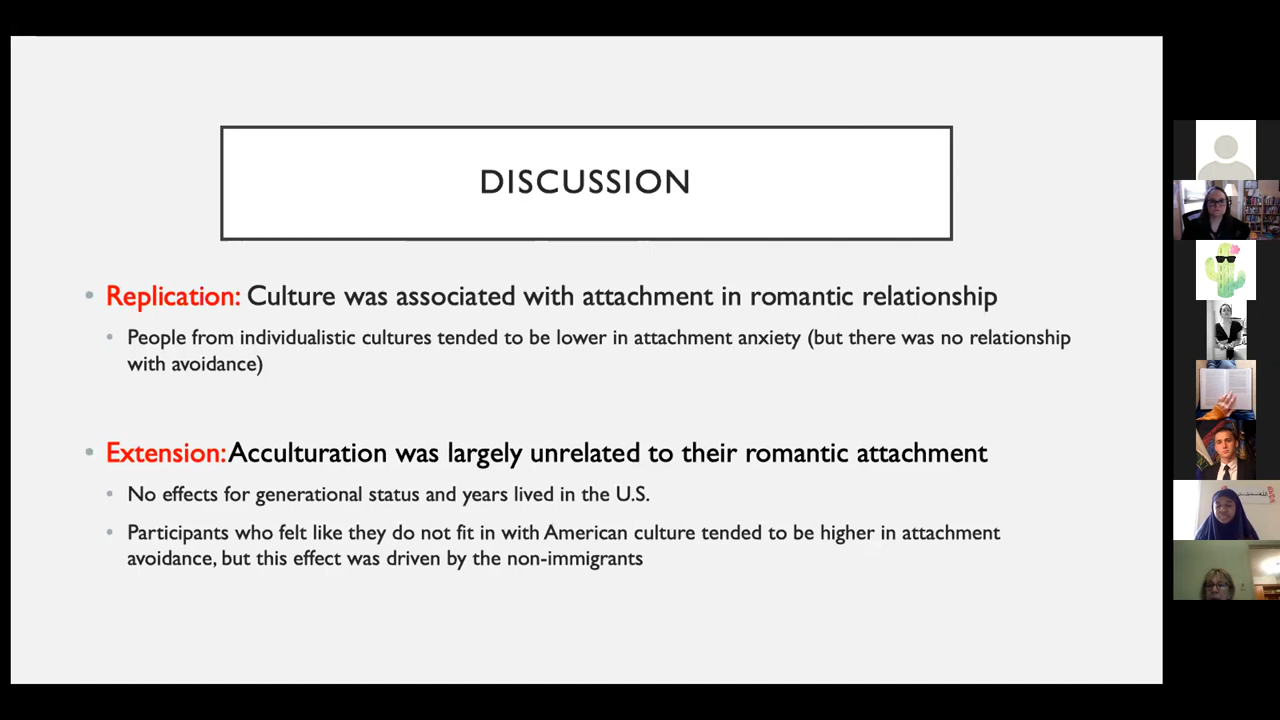 DISCUSSION
• Replication: Culture was associated with attachment in romantic relationship
• People from individualistic cultures tended to be lower in attachment anxiety (but there was no relationship
with avoidance)
• Extension: Acculturation was largely unrelated to their romantic attachment
• No effects for generational status and years lived in the U.S.
• Participants who felt like they do not fit in with American culture tended to be higher in attachment
avoidance, but this effect was driven by the non-immigrants